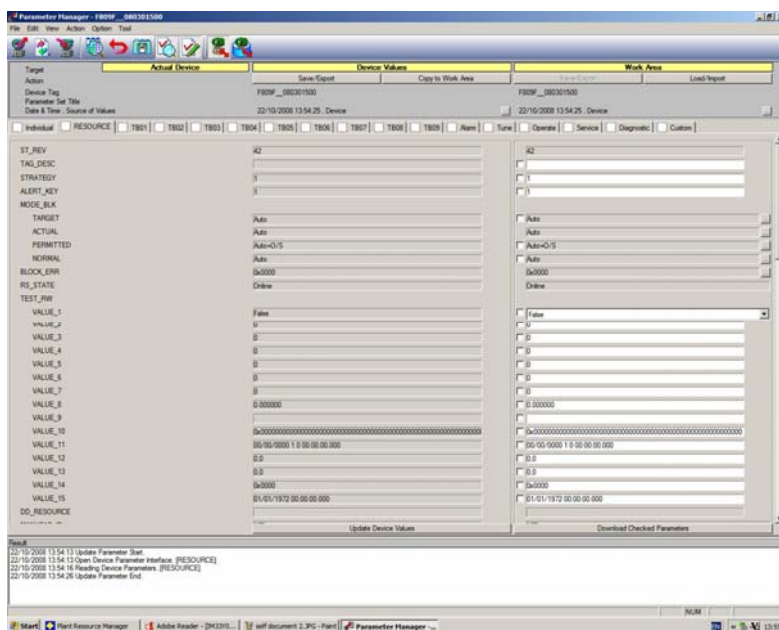 Parameter Manager - F809F__080301500
File Edit View Action Option Tool
Target Actual Device Device Values Work Area
Action Save/Export Copy to Work Area Save/Export Load/Import
Device Tag F809F__080301500 F809F__080301500
Parameter Set Title
Date & Time . Source of Values 22/10/2008 13:54:25 . Device ... 22/10/2008 13:54:25 . Device ...
Individual RESOURCE TB01 TB02 TB03 TB04 TB05 TB06 TB07 TB08 TB09 Alarm Tune Operate Service Diagnostic Custom
ST_REV 42 42
TAG_DESC
STRATEGY 1 1
ALERT_KEY 1 1
MODE_BLK
TARGET Auto Auto ...
ACTUAL Auto Auto ...
PERMITTED Auto+O/S Auto+O/S ...
NORMAL Auto Auto ...
BLOCK_ERR 0x0000 0x0000 ...
RS_STATE Online Online
TEST_RW
VALUE_1 False False
VALUE_2 0 0
VALUE_3 0 0
VALUE_4 0 0
VALUE_5 0 0
VALUE_6 0 0
VALUE_7 0 0
VALUE_8 0.000000 0.000000
VALUE_9
VALUE_10
VALUE_11 00/00/0000 1 0 00:00:00.000 00/00/0000 1 0 00:00:00.000
VALUE_12 0.0 0.0
VALUE_13 0.0 0.0
VALUE_14 0x0000 0x0000
VALUE_15 01/01/1972 00:00:00.000 01/01/1972 00:00:00.000
DD_RESOURCE
Update Device Values Download Checked Parameters
Result
22/10/2008 13:54:13 Update Parameter Start.
22/10/2008 13:54:13 Open Device Parameter Interface. [RESOURCE]
22/10/2008 13:54:16 Reading Device Parameters. [RESOURCE]
22/10/2008 13:54:26 Update Parameter End.
NUM
Start Plant Resource Manager Adobe Reader - self document 2.JPG - Paint Parameter Manager -... EN